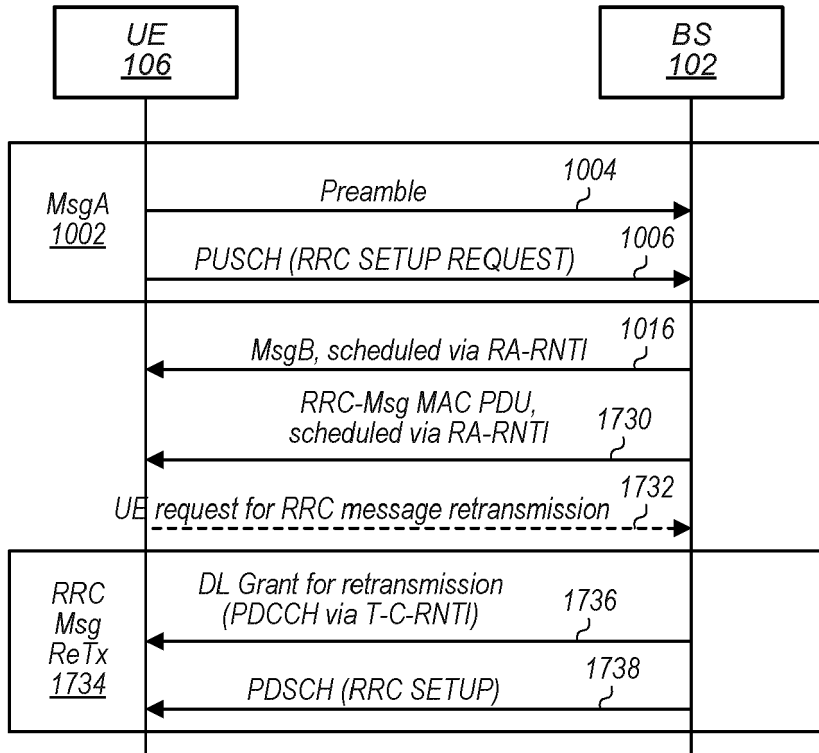 UE
106
BS
102
MsgA
1002
Preamble
1004
PUSCH (RRC SETUP REQUEST)
1006
MsgB, scheduled via RA-RNTI
1016
RRC-Msg MAC PDU,
scheduled via RA-RNTI
1730
UE request for RRC message retransmission
1732
RRC
Msg
ReTx
1734
DL Grant for retransmission
(PDCCH via T-C-RNTI)
1736
PDSCH (RRC SETUP)
1738